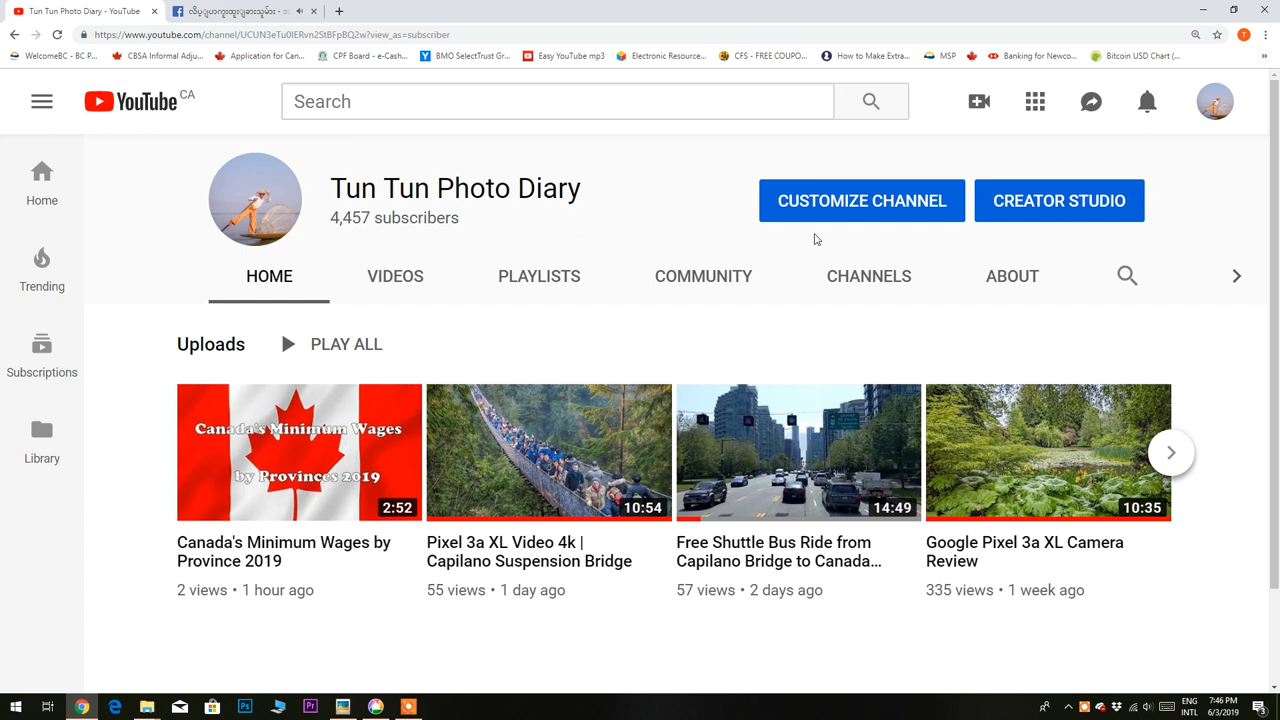 Tun Tun Photo Diary - YouTube
https://www.youtube.com/channel/UCUN3eTu0IERvn2StBFpBQ2w?view_as=subscriber
WelcomeBC - BC P...
CBSA Informal Adju...
Application for Can...
CPF Board - e-Cash...
BMO SelectTrust Gr...
Easy YouTube mp3
Electronic Resource...
CFS - FREE COUPO...
How to Make Extra...
MSP
Banking for Newco...
Bitcoin USD Chart (...
YouTube CA
Search
Tun Tun Photo Diary
4,457 subscribers
CUSTOMIZE CHANNEL
CREATOR STUDIO
HOME
VIDEOS
PLAYLISTS
COMMUNITY
CHANNELS
ABOUT
Home
Trending
Subscriptions
Library
Uploads
PLAY ALL
Canada's Minimum Wages
by Provinces 2019
2:52
10:54
14:49
10:35
Canada's Minimum Wages by
Province 2019
2 views • 1 hour ago
Pixel 3a XL Video 4k |
Capilano Suspension Bridge
55 views • 1 day ago
Free Shuttle Bus Ride from
Capilano Bridge to Canada...
57 views • 2 days ago
Google Pixel 3a XL Camera
Review
335 views • 1 week ago
ENG
INTL
7:46 PM
6/3/2019